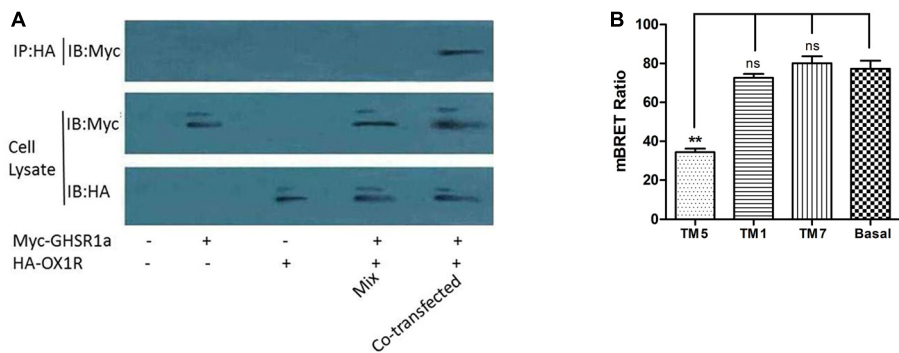 A
IP:HA | IB:Myc
Cell Lysate
IB:Myc
IB:HA
Myc-GHSR1a - + - + +
HA-OX1R - - + + +
Mix
Co-transfected
B
mBRET Ratio
100
80
60
40
20
0
**
ns
ns
TM5 TM1 TM7 Basal